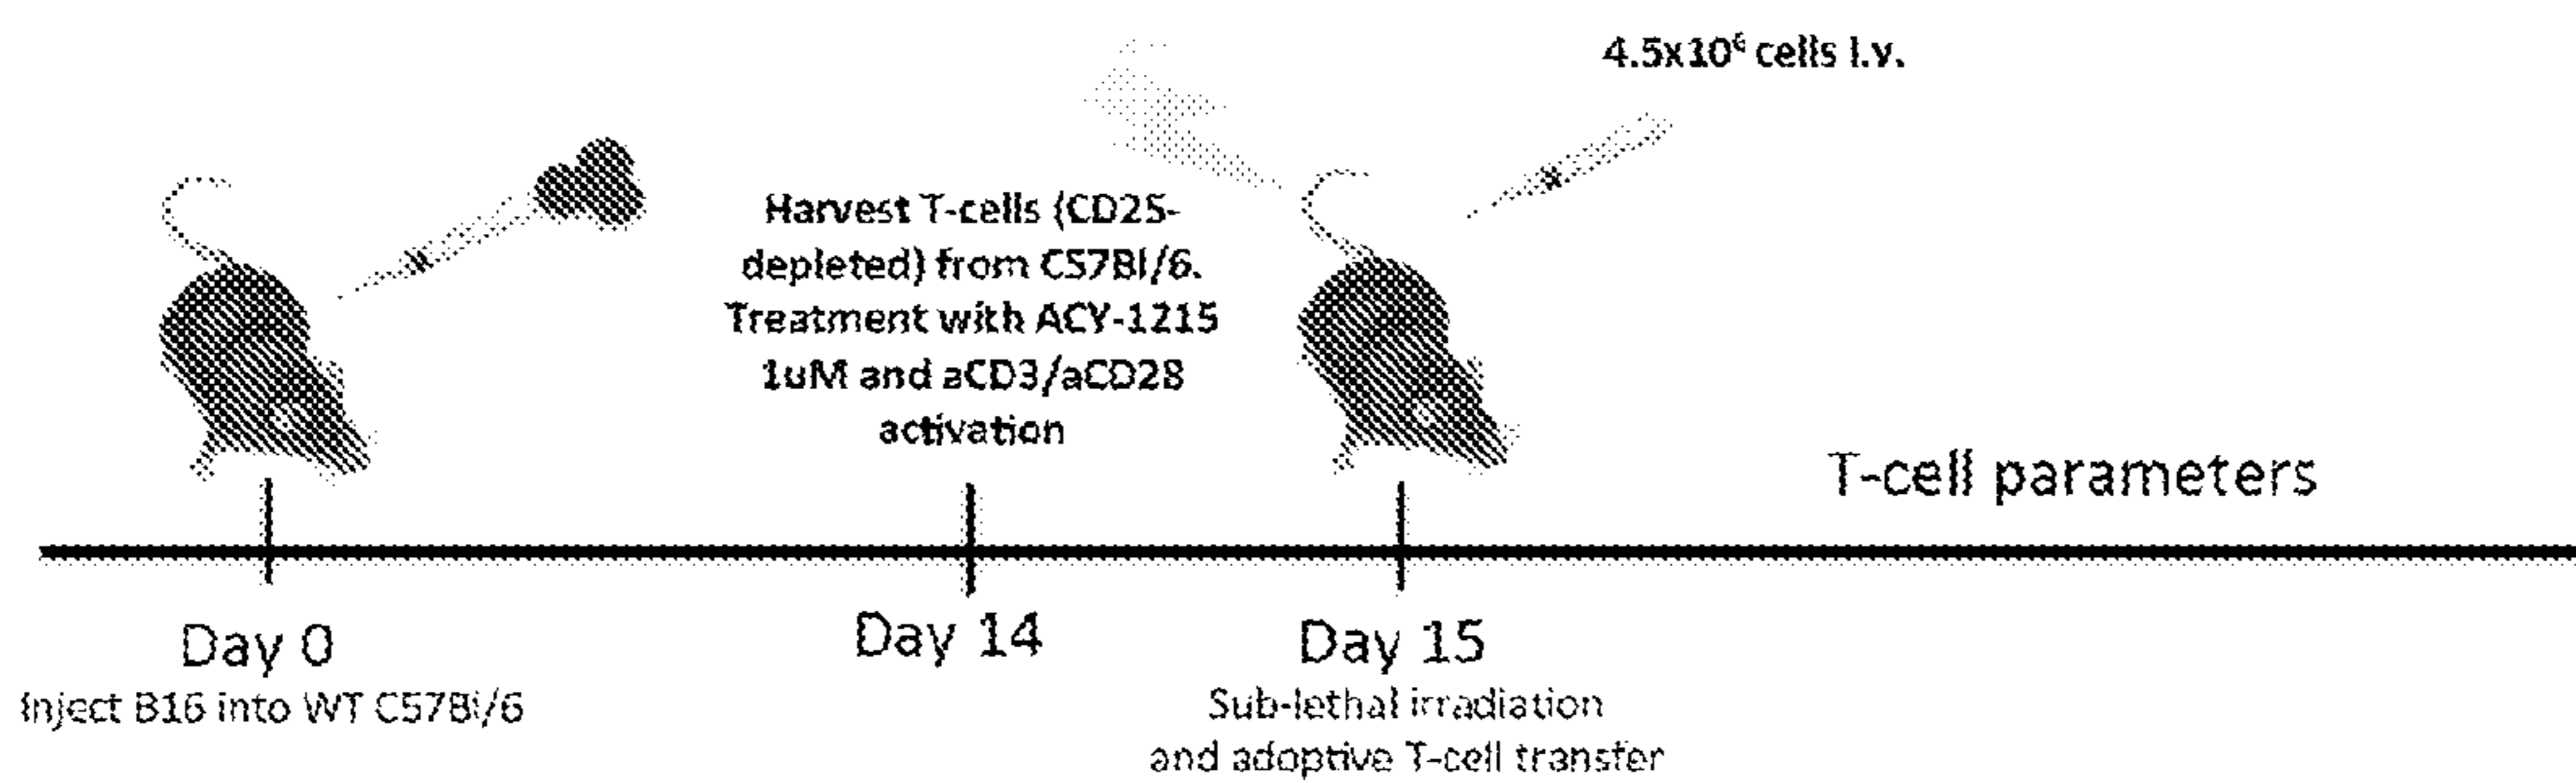 4.5x10⁶ cells I.v.
Harvest T-cells (CD25-
depleted) from C57Bl/6.
Treatment with ACY-1215
1uM and aCD3/aCD28
activation
T-cell parameters
Day 0
Inject B16 into WT C57Bl/6
Day 14
Day 15
Sub-lethal irradiation
and adoptive T-cell transfer